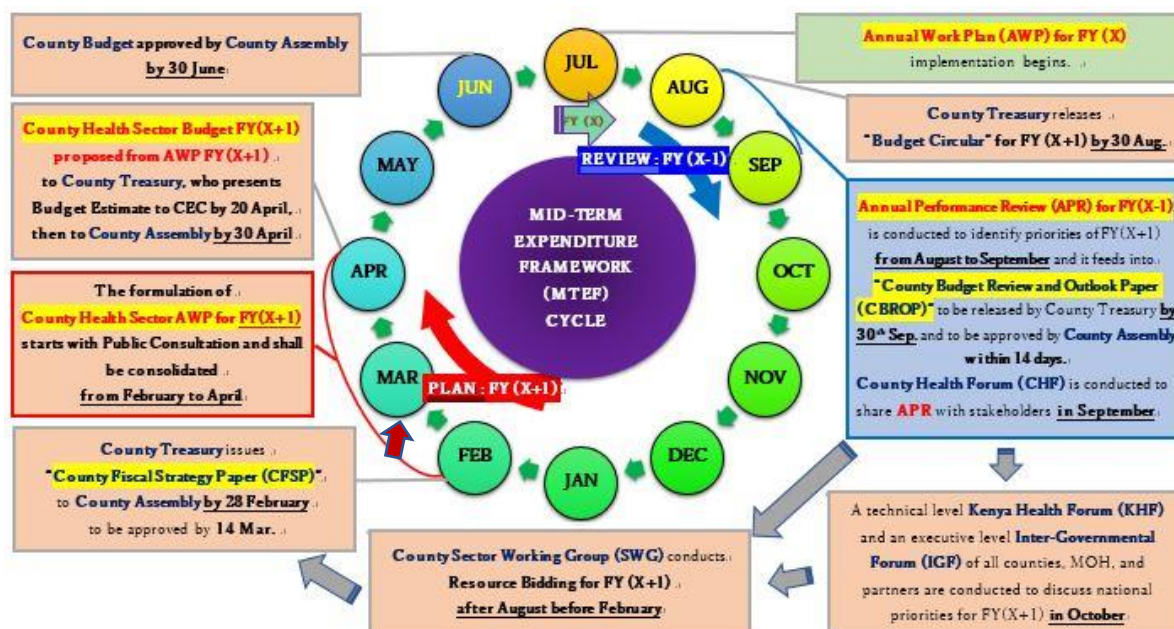 County Budget approved by County Assembly
by 30 June.
County Health Sector Budget FY(X+1)
proposed from AWP FY(X+1)
to County Treasury, who presents
Budget Estimate to CEC by 20 April,
then to County Assembly by 30 April.
The formulation of
County Health Sector AWP for FY(X+1)
starts with Public Consultation and shall
be consolidated
from February to April
County Treasury issues
"County Fiscal Strategy Paper (CFSP)"
to County Assembly by 28 February
to be approved by 14 Mar.
JUL
AUG
SEP
OCT
NOV
DEC
JAN
FEB
MAR
APR
MAY
JUN
FY (X)
REVIEW : FY (X-1)
MID-TERM
EXPENDITURE
FRAMEWORK
(MTEF)
CYCLE
PLAN : FY (X+1)
Annual Work Plan (AWP) for FY (X)
implementation begins.
County Treasury releases
"Budget Circular" for FY (X+1) by 30 Aug.
Annual Performance Review (APR) for FY(X-1)
is conducted to identify priorities of FY(X+1)
from August to September and it feeds into
"County Budget Review and Outlook Paper
(CBROP)" to be released by County Treasury by
30th Sep. and to be approved by County Assembly
within 14 days.
County Health Forum (CHF) is conducted to
share APR with stakeholders in September.
A technical level Kenya Health Forum (KHF)
and an executive level Inter-Governmental
Forum (IGF) of all counties, MOH, and
partners are conducted to discuss national
priorities for FY(X+1) in October.
County Sector Working Group (SWG) conducts
Resource Bidding for FY (X+1)
after August before February.